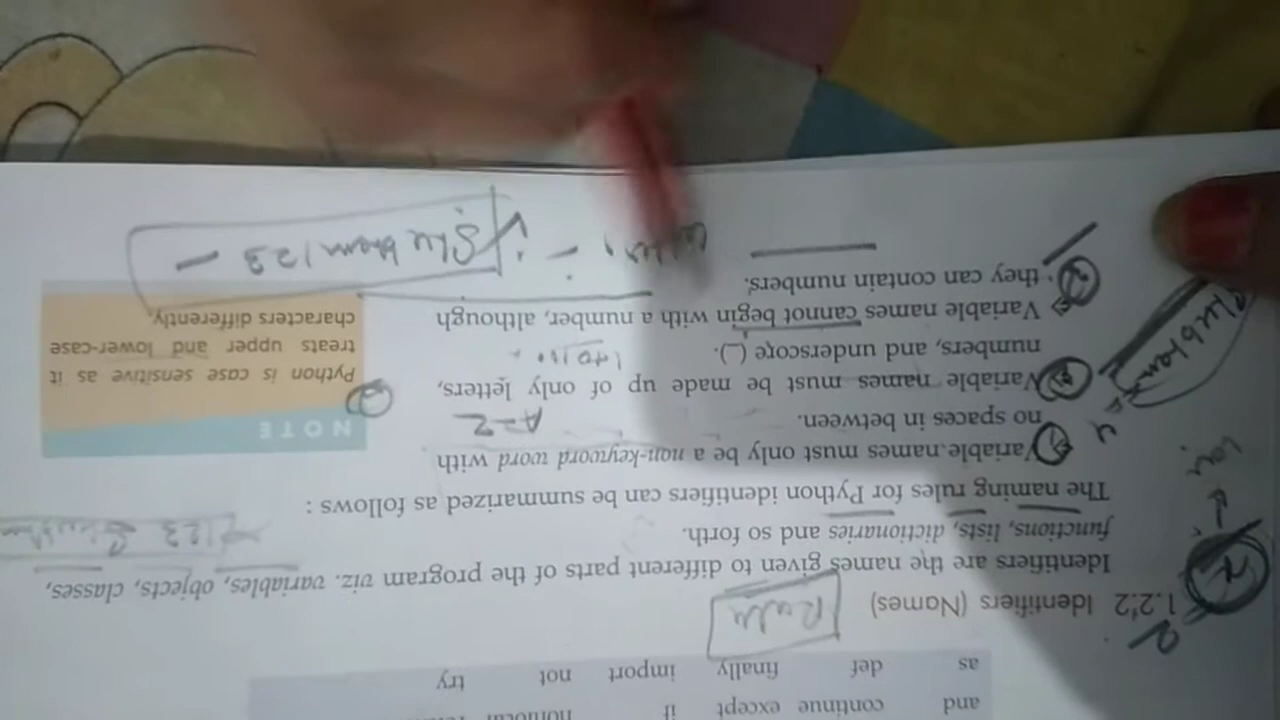 and continue except if nonlocal
as def finally import not try
1.2.2 Identifiers (Names)
Rule
Identifiers are the names given to different parts of the program viz. variables, objects, classes,
functions, lists, dictionaries and so forth.
The naming rules for Python identifiers can be summarized as follows :
Variable names must only be a non-keyword word with
no spaces in between.
A-Z
Variable names must be made up of only letters,
numbers, and underscore (_).
Variable names cannot begin with a number, although
they can contain numbers.
NOTE
Python is case sensitive as it
treats upper and lower-case
characters differently.
Shubham123
Shubham
123